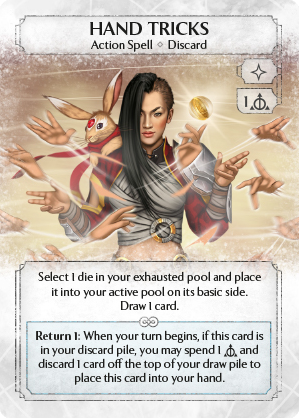 HAND TRICKS
Action Spell ⟡ Discard
1
Select 1 die in your exhausted pool and place
it into your active pool on its basic side.
Draw 1 card.
Return 1: When your turn begins, if this card is
in your discard pile, you may spend 1 and
discard 1 card off the top of your draw pile to
place this card into your hand.